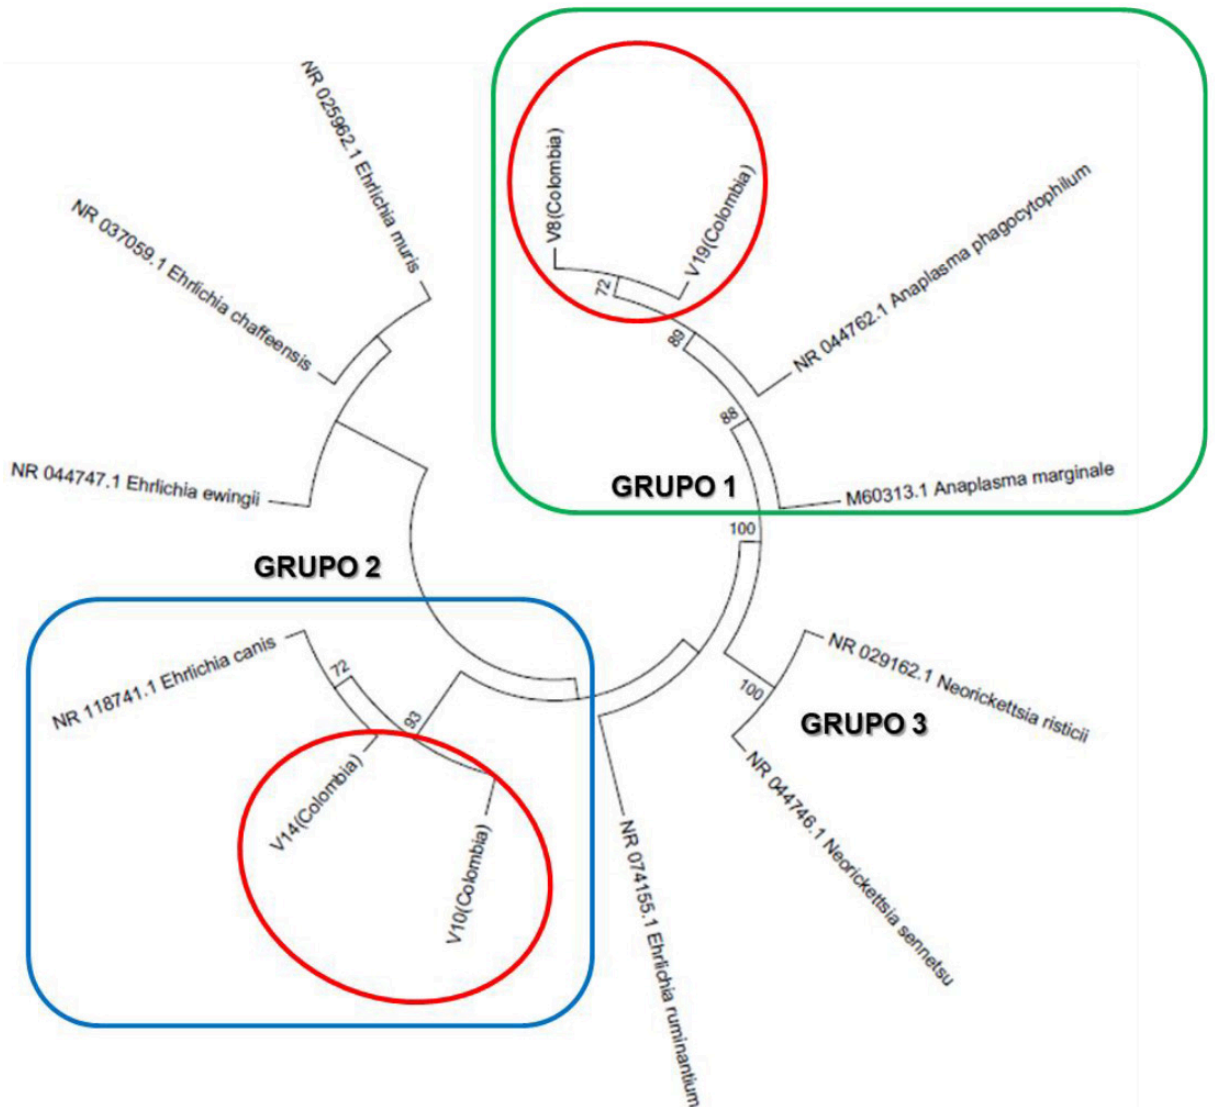 NR 025962.1 Ehrlichia muris
NR 037059.1 Ehrlichia chaffeensis
NR 044747.1 Ehrlichia ewingii
V8(Colombia)
V19(Colombia)
72
89
NR 044762.1 Anaplasma phagocytophilum
88
M60313.1 Anaplasma marginale
GRUPO 1
100
GRUPO 2
NR 118741.1 Ehrlichia canis
72
93
V14(Colombia)
V10(Colombia)
NR 074155.1 Ehrlichia ruminantium
NR 029162.1 Neorickettsia risticii
100
GRUPO 3
NR 044746.1 Neorickettsia sennetsu